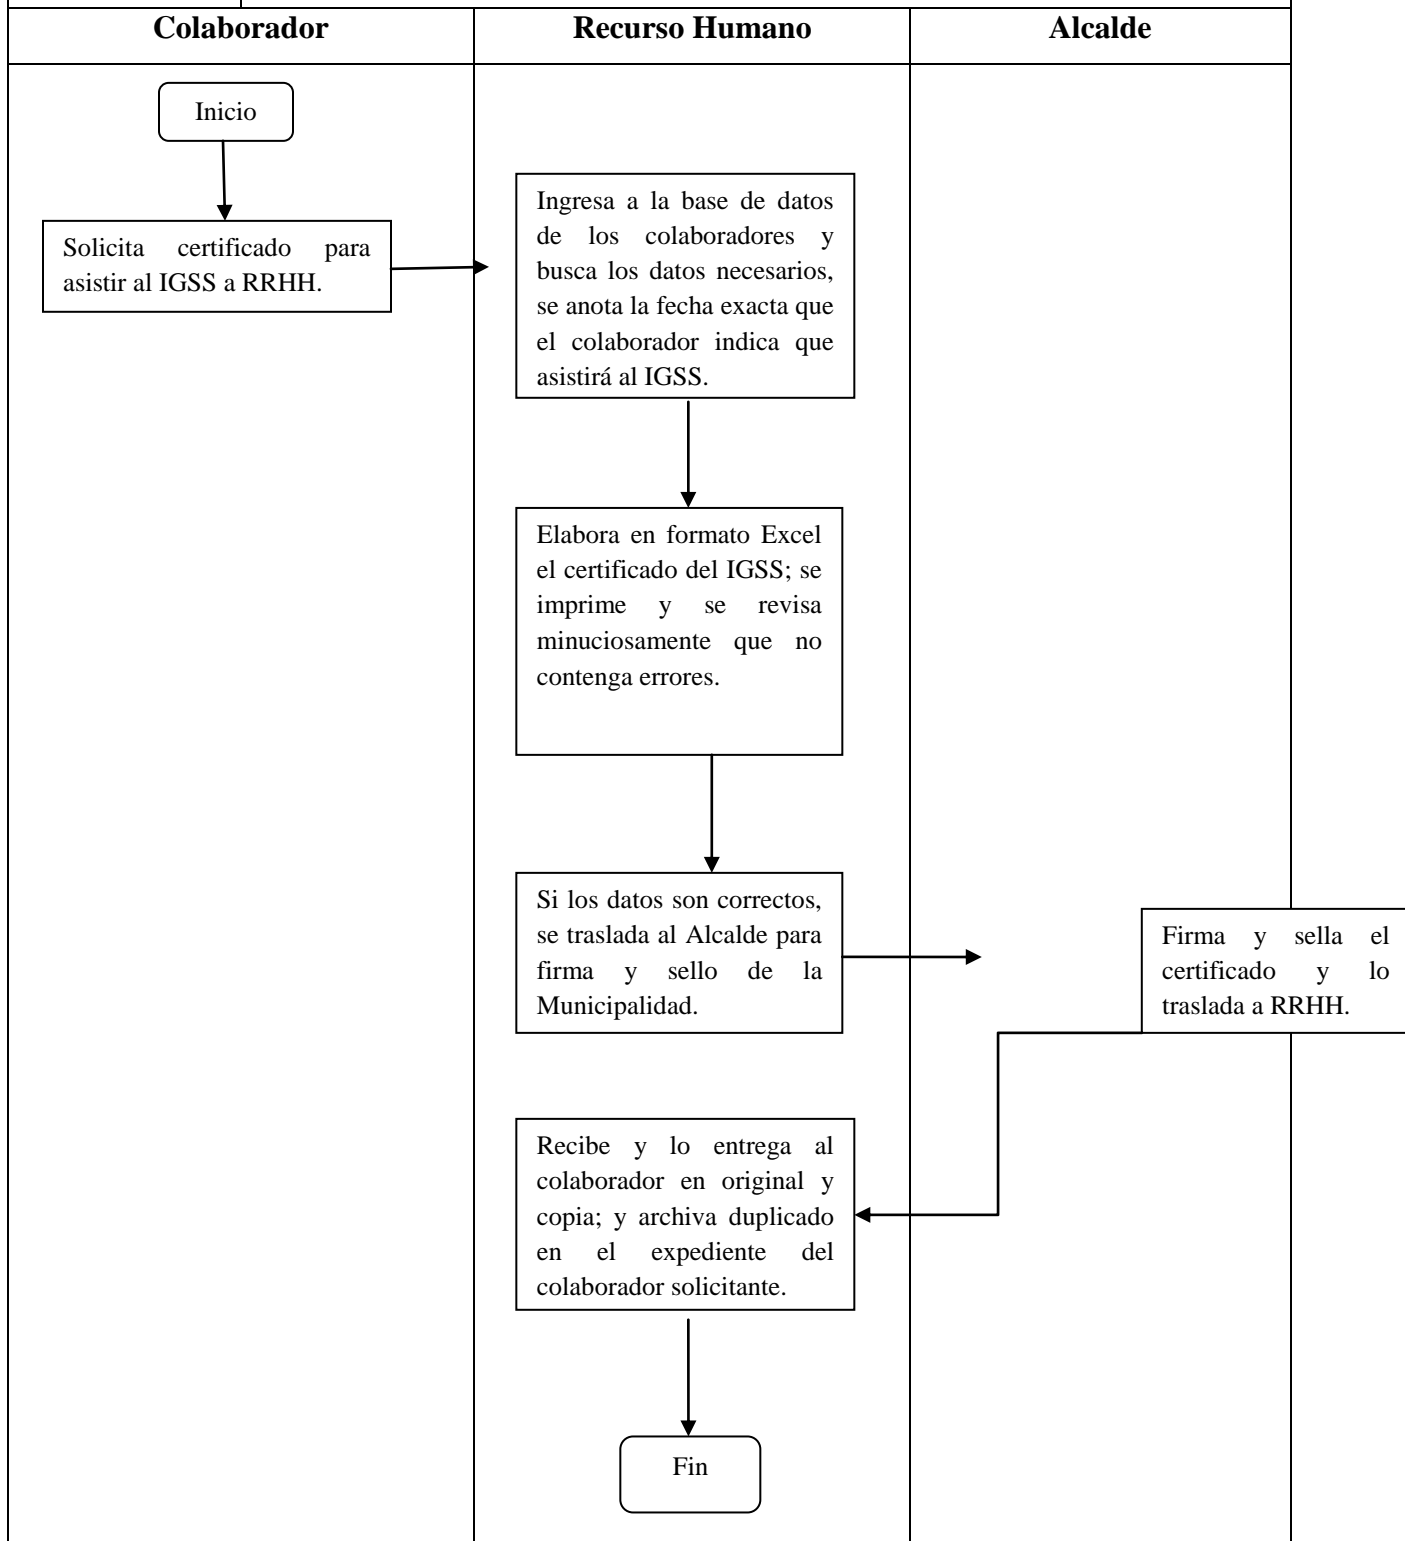 Colaborador
Recurso Humano
Alcalde
Inicio
Solicita certificado para
asistir al IGSS a RRHH.
Ingresa a la base de datos
de los colaboradores y
busca los datos necesarios,
se anota la fecha exacta que
el colaborador indica que
asistirá al IGSS.
Elabora en formato Excel
el certificado del IGSS; se
imprime y se revisa
minuciosamente que no
contenga errores.
Si los datos son correctos,
se traslada al Alcalde para
firma y sello de la
Municipalidad.
Firma y sella el
certificado y lo
traslada a RRHH.
Recibe y lo entrega al
colaborador en original y
copia; y archiva duplicado
en el expediente del
colaborador solicitante.
Fin